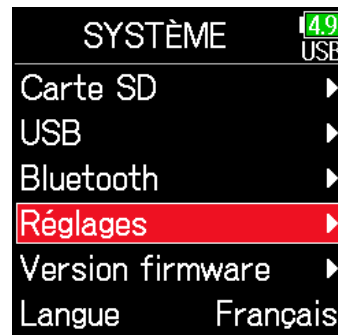 SYSTÈME 4.9
USB
Carte SD
USB
Bluetooth
Réglages
Version firmware
Langue Français